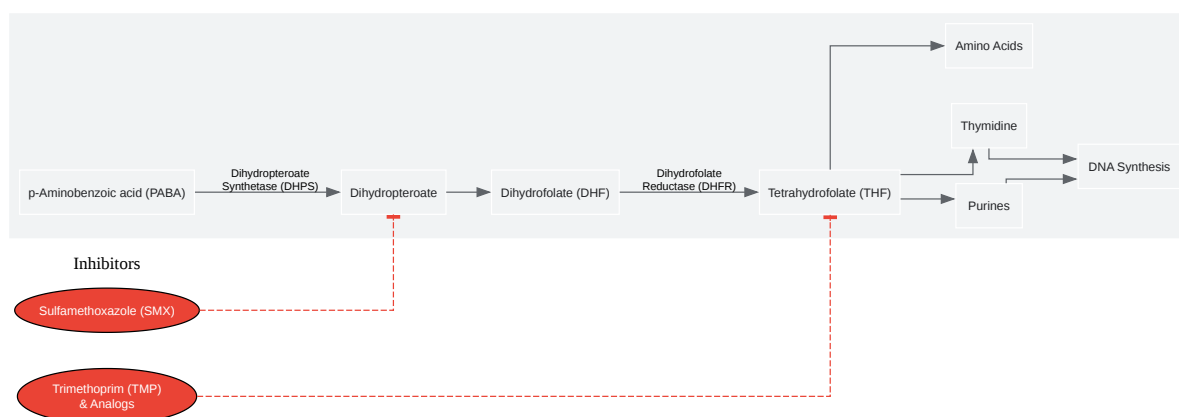 Amino Acids
Thymidine
DNA Synthesis
Dihydropteroate
Synthetase (DHPS)
Dihydrofolate
Reductase (DHFR)
p-Aminobenzoic acid (PABA)
Dihydropteroate
Dihydrofolate (DHF)
Tetrahydrofolate (THF)
Purines
Inhibitors
Sulfamethoxazole (SMX)
Trimethoprim (TMP)
& Analogs